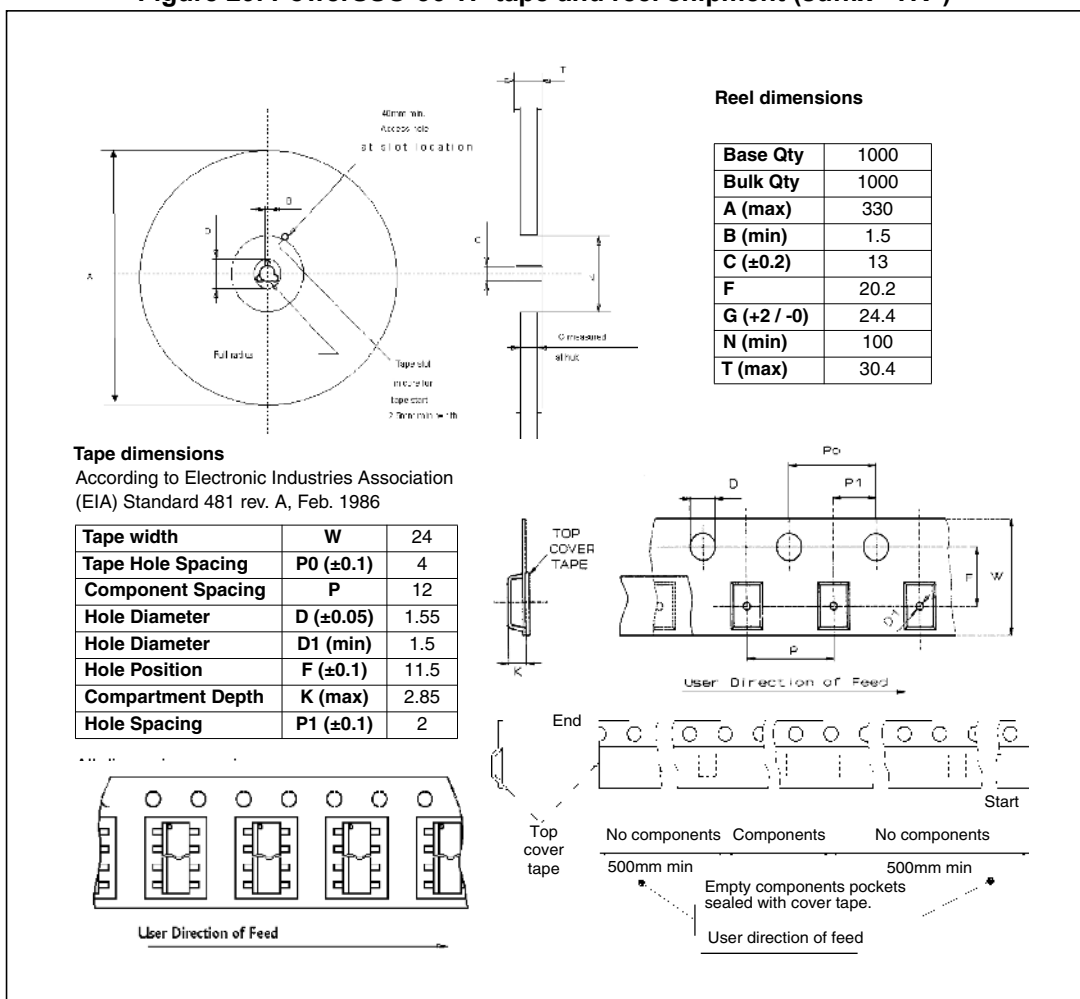 T
40mm min.
Access hole
at slot location
B
D
A
C
N
Full radius
Tape slot
in core for
tape start
2.5mm min width
G measured
at hub
Reel dimensions
Base Qty 1000
Bulk Qty 1000
A (max) 330
B (min) 1.5
C (±0.2) 13
F 20.2
G (+2 / -0) 24.4
N (min) 100
T (max) 30.4
Tape dimensions
According to Electronic Industries Association
(EIA) Standard 481 rev. A, Feb. 1986
Tape width W 24
Tape Hole Spacing P0 (±0.1) 4
Component Spacing P 12
Hole Diameter D (±0.05) 1.55
Hole Diameter D1 (min) 1.5
Hole Position F (±0.1) 11.5
Compartment Depth K (max) 2.85
Hole Spacing P1 (±0.1) 2
Po
D
P1
TOP
COVER
TAPE
F
W
D1
K
P
User Direction of Feed
End
Start
Top
cover
tape
No components Components No components
500mm min 500mm min
Empty components pockets
sealed with cover tape.
User direction of feed
User Direction of Feed